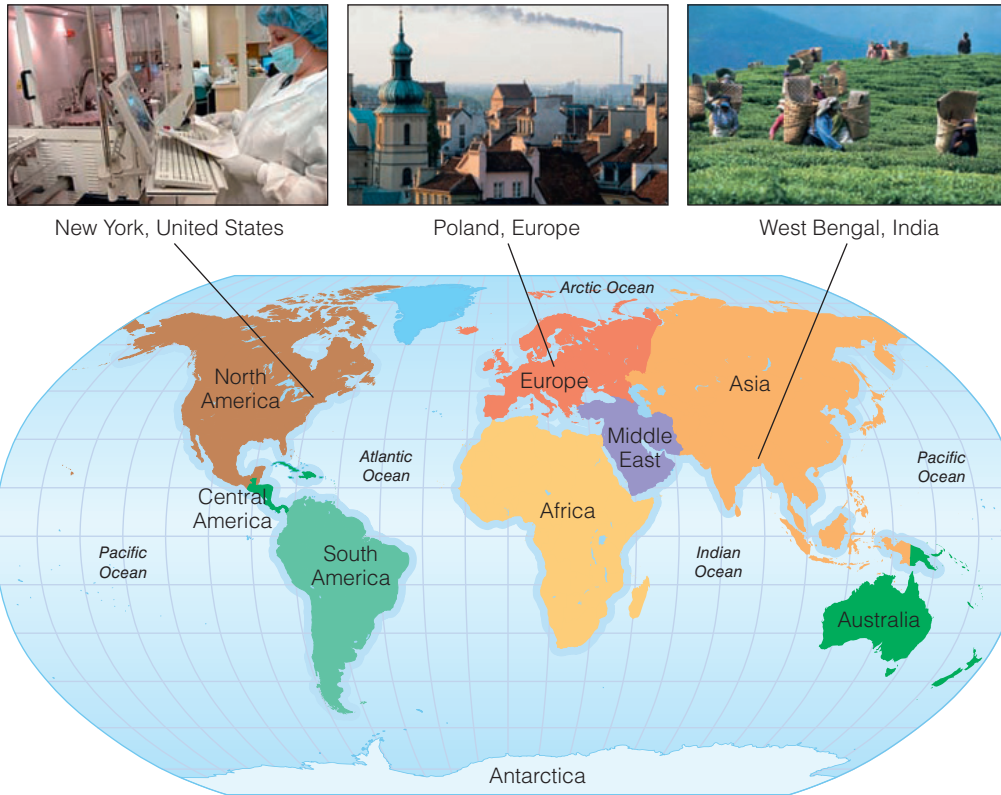 New York, United States
Poland, Europe
West Bengal, India
Arctic Ocean
North
America
Europe
Asia
Middle
East
Atlantic
Ocean
Pacific
Ocean
Central
America
Africa
Pacific
Ocean
South
America
Indian
Ocean
Australia
Antarctica